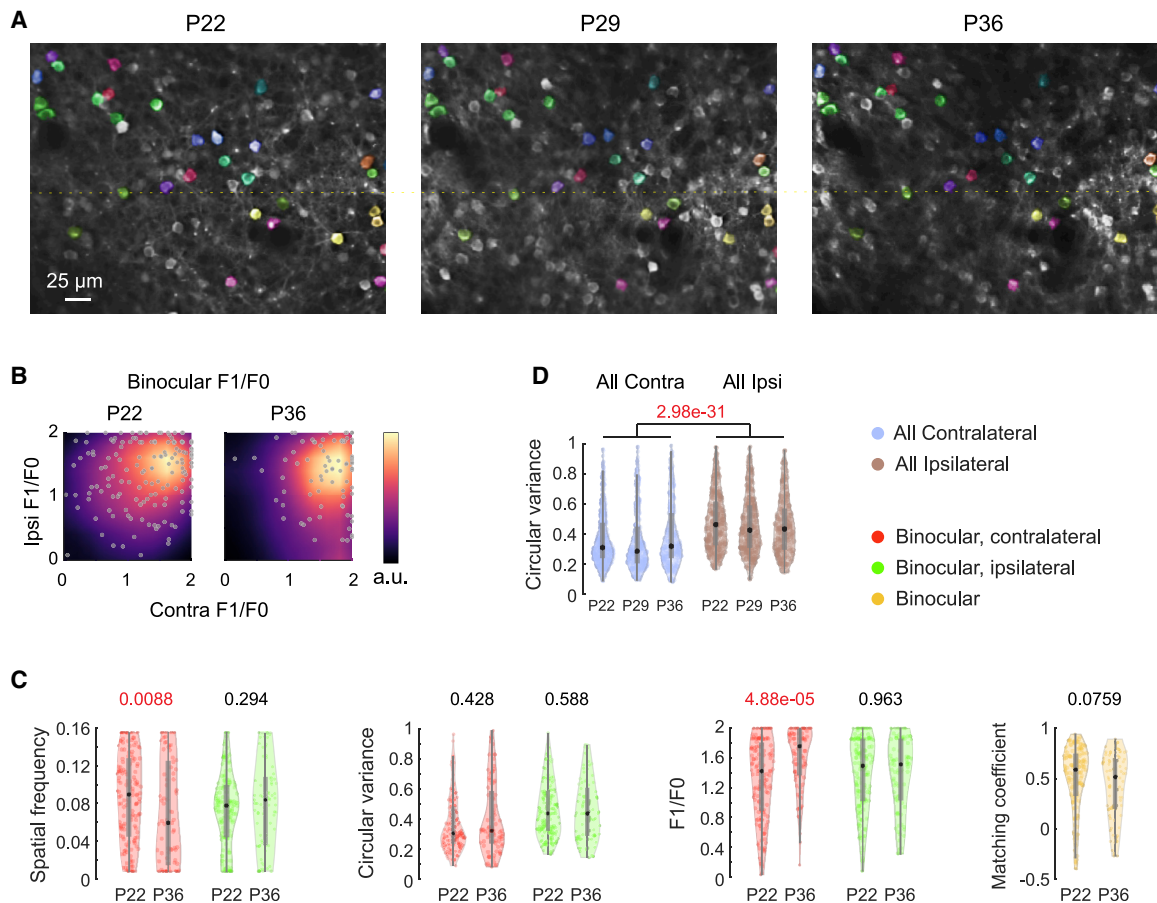 A
P22 P29 P36
25 µm
B
Binocular F1/F0
P22 P36
Ipsi F1/F0
2
1
0
0 1 2 0 1 2
a.u.
Contra F1/F0
D
All Contra All Ipsi
2.98e-31
Circular variance
1
0.8
0.6
0.4
0.2
0
P22 P29 P36 P22 P29 P36
All Contralateral
All Ipsilateral
Binocular, contralateral
Binocular, ipsilateral
Binocular
C
0.0088 0.294
Spatial frequency
0.16
0.12
0.08
0.04
0
P22 P36 P22 P36
0.428 0.588
Circular variance
1
0.8
0.6
0.4
0.2
0
P22 P36 P22 P36
4.88e-05 0.963
F1/F0
2
1.6
1.2
0.8
0.4
0
P22 P36 P22 P36
0.0759
Matching coefficient
1
0.5
0
-0.5
P22 P36